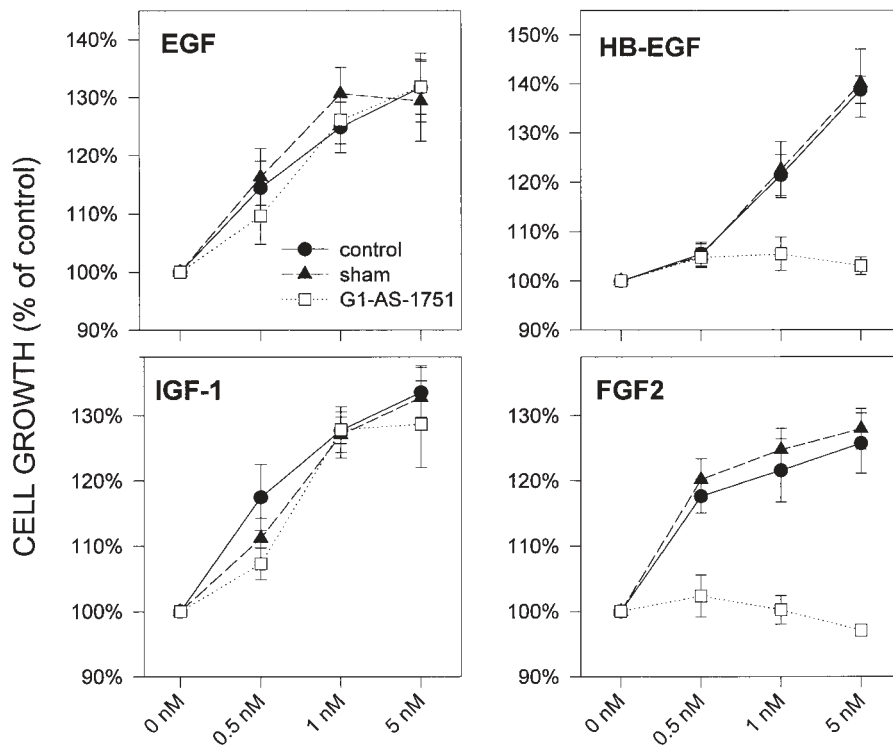 CELL GROWTH (% of control)
EGF
140%
130%
120%
110%
100%
90%
control
sham
G1-AS-1751
HB-EGF
150%
140%
130%
120%
110%
100%
90%
IGF-1
130%
120%
110%
100%
90%
0 nM
0.5 nM
1 nM
5 nM
FGF2
130%
120%
110%
100%
90%
0 nM
0.5 nM
1 nM
5 nM